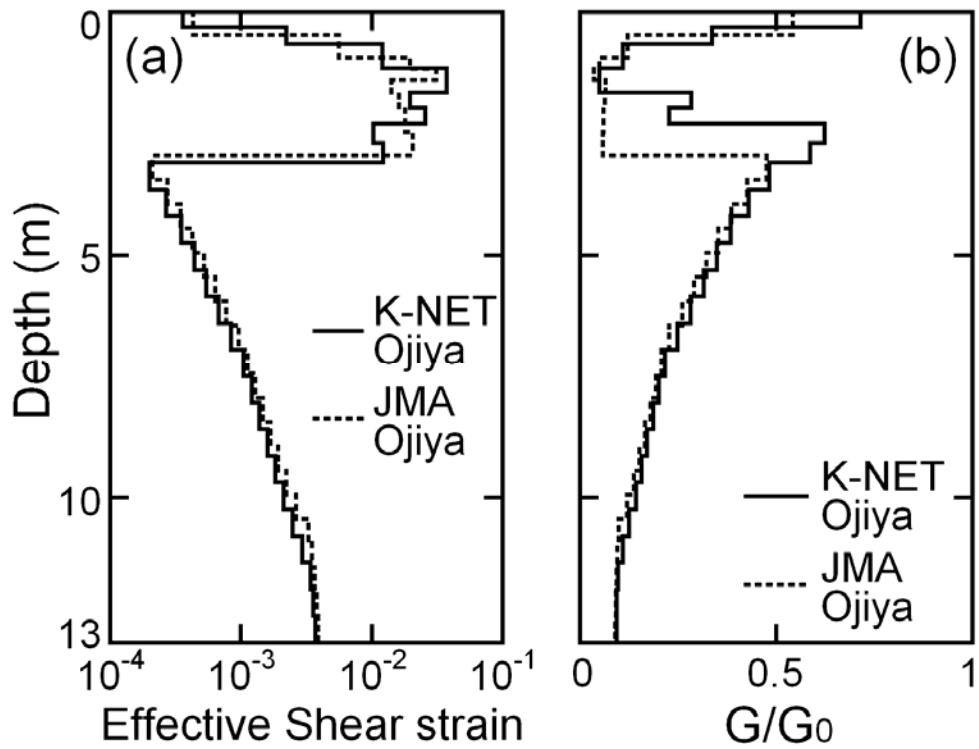 0
(a)
5
Depth (m)
K-NET
Ojiya
JMA
Ojiya
10
13
10-4
10-3
10-2
10-1
Effective Shear strain
(b)
K-NET
Ojiya
JMA
Ojiya
0
0.5
1
G/G0